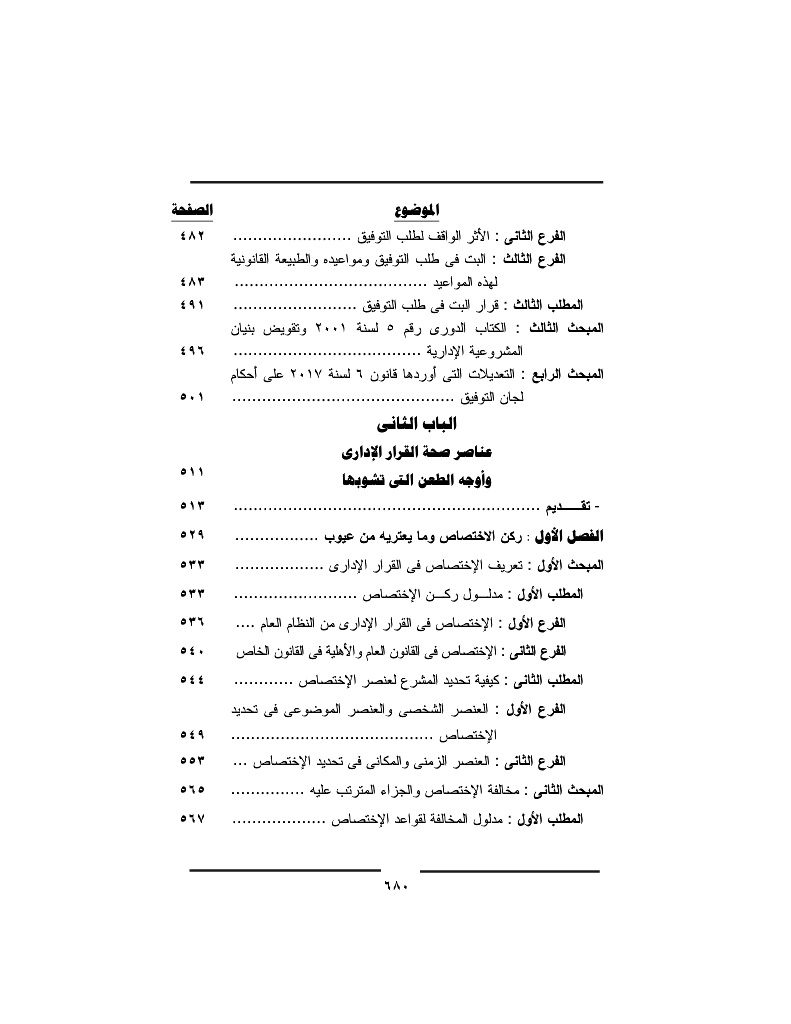 الموضوع الصفحة
الفرع الثانى : الأثر الواقف لطلب التوفيق ........................ ٤٨٢
الفرع الثالث : البت فى طلب التوفيق ومواعيده والطبيعة القانونية
لهذه المواعيد ....................................... ٤٨٣
المطلب الثالث : قرار البت فى طلب التوفيق ......................... ٤٩١
المبحث الثالث : الكتاب الدورى رقم ٥ لسنة ٢٠٠١ وتقويض بنيان
المشروعية الإدارية ...................................... ٤٩٦
المبحث الرابع : التعديلات التى أوردها قانون ٦ لسنة ٢٠١٧ على أحكام
لجان التوفيق ............................................. ٥٠١
الباب الثانى
عناصر صحة القرار الإدارى
وأوجه الطعن التى تشوبها ٥١١
- تقـــــديم .............................................................. ٥١٣
الفصل الأول : ركن الاختصاص وما يعتريه من عيوب ................. ٥٢٩
المبحث الأول : تعريف الإختصاص فى القرار الإدارى .................. ٥٣٣
المطلب الأول : مدلـــول ركـــن الإختصاص ......................... ٥٣٣
الفرع الأول : الإختصاص فى القرار الإدارى من النظام العام .... ٥٣٦
الفرع الثانى : الإختصاص فى القانون العام والأهلية فى القانون الخاص ٥٤٠
المطلب الثانى : كيفية تحديد المشرع لعنصر الإختصاص ............ ٥٤٤
الفرع الأول : العنصر الشخصى والعنصر الموضوعى فى تحديد
الإختصاص ......................................... ٥٤٩
الفرع الثانى : العنصر الزمنى والمكانى فى تحديد الإختصاص ... ٥٥٣
المبحث الثانى : مخالفة الإختصاص والجزاء المترتب عليه ............... ٥٦٥
المطلب الأول : مدلول المخالفة لقواعد الإختصاص ................... ٥٦٧
٦٨٠